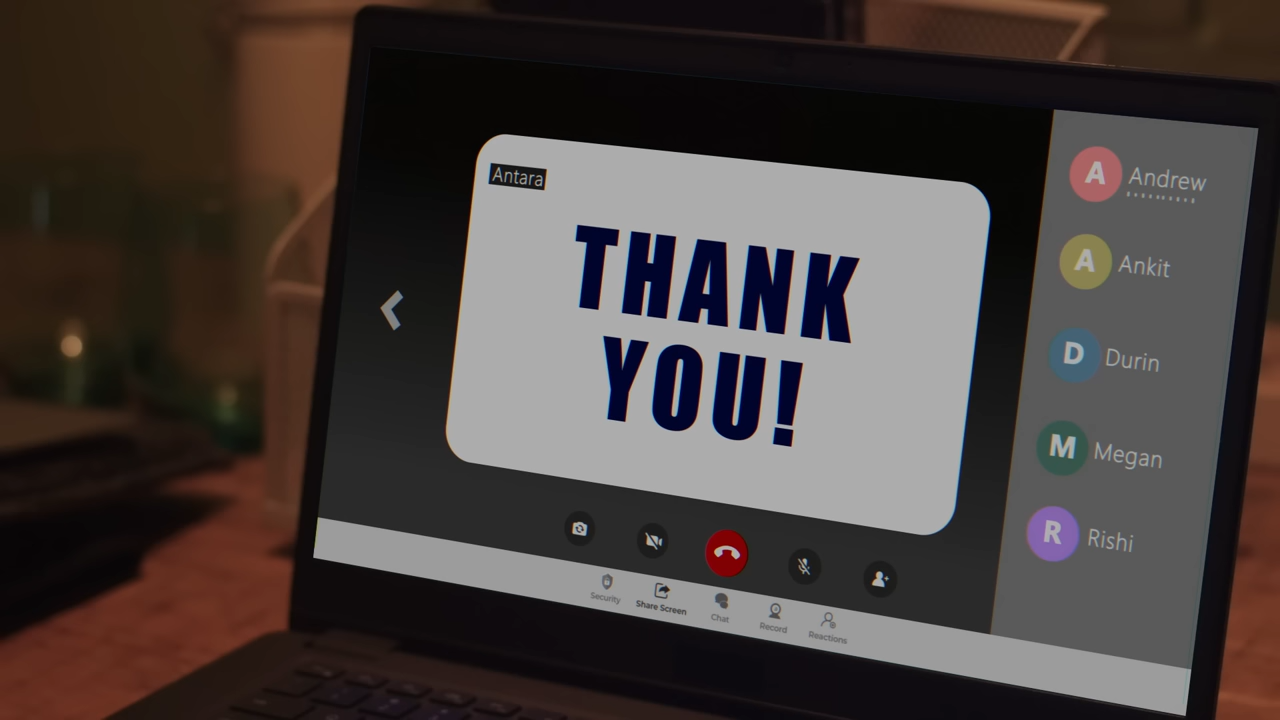 Antara
THANK
YOU!
A Andrew
A Ankit
D Durin
M Megan
R Rishi
Security
Share Screen
Chat
Record
Reactions